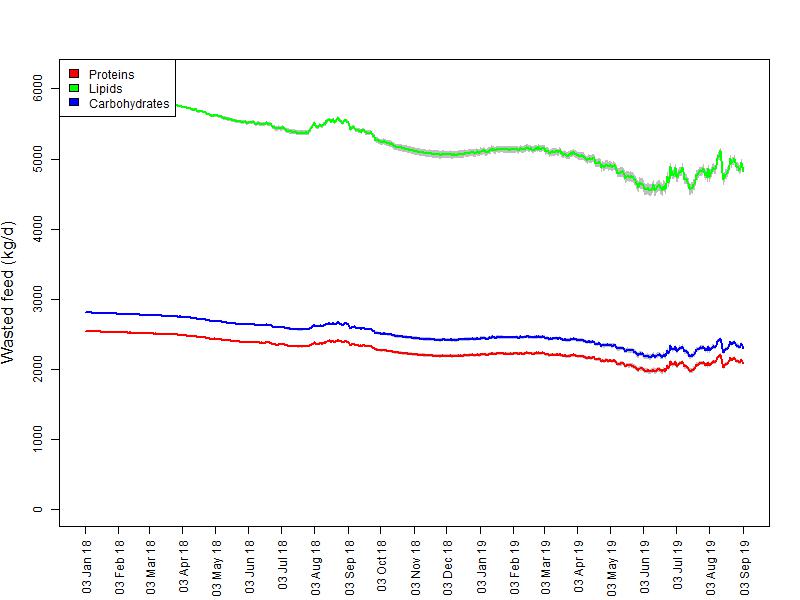 Proteins
Lipids
Carbohydrates
Wasted feed (kg/d)
6000
5000
4000
3000
2000
1000
0
03 Jan 18
03 Feb 18
03 Mar 18
03 Apr 18
03 May 18
03 Jun 18
03 Jul 18
03 Aug 18
03 Sep 18
03 Oct 18
03 Nov 18
03 Dec 18
03 Jan 19
03 Feb 19
03 Mar 19
03 Apr 19
03 May 19
03 Jun 19
03 Jul 19
03 Aug 19
03 Sep 19